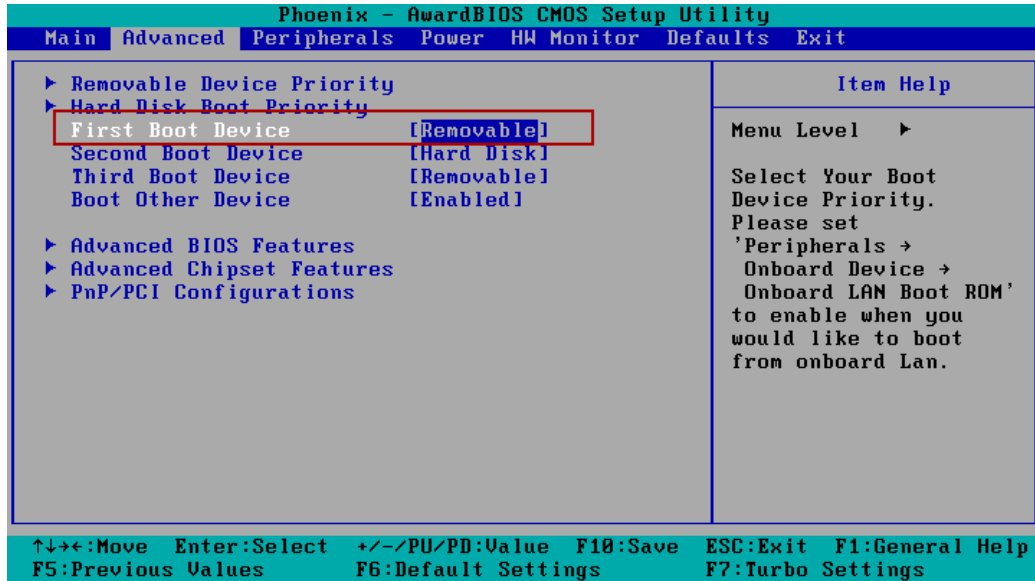 Phoenix - AwardBIOS CMOS Setup Utility
Main Advanced Peripherals Power HW Monitor Defaults Exit
▶ Removable Device Priority
▶ Hard Disk Boot Priority
First Boot Device [Removable]
Second Boot Device [Hard Disk]
Third Boot Device [Removable]
Boot Other Device [Enabled]
▶ Advanced BIOS Features
▶ Advanced Chipset Features
▶ PnP/PCI Configurations
Item Help
Menu Level ▶
Select Your Boot
Device Priority.
Please set
'Peripherals →
Onboard Device →
Onboard LAN Boot ROM'
to enable when you
would like to boot
from onboard Lan.
↑↓→←:Move Enter:Select +/-/PU/PD:Value F10:Save ESC:Exit F1:General Help
F5:Previous Values F6:Default Settings F7:Turbo Settings